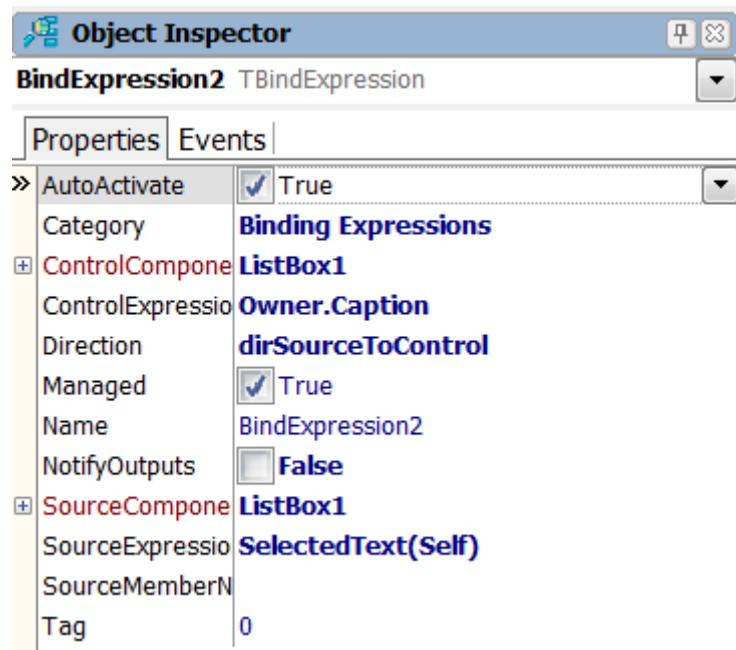 Object Inspector
BindExpression2 TBindExpression
Properties Events
AutoActivate True
Category Binding Expressions
ControlCompone ListBox1
ControlExpressio Owner.Caption
Direction dirSourceToControl
Managed True
Name BindExpression2
NotifyOutputs False
SourceCompone ListBox1
SourceExpressio SelectedText(Self)
SourceMemberN
Tag 0